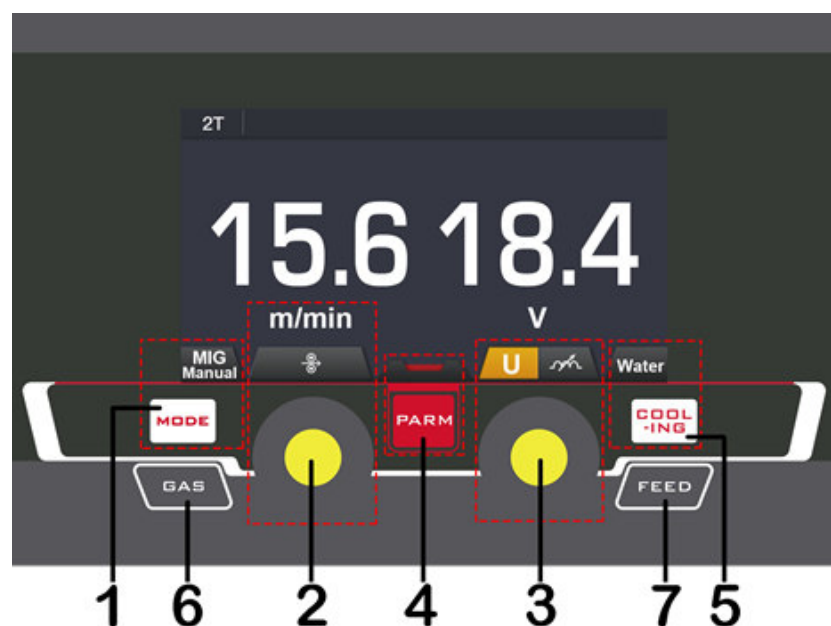 2T
15.6 18.4
m/min V
MIG
Manual
U
Water
MODE
PARM
COOL
-ING
GAS
FEED
1 6 2 4 3 7 5